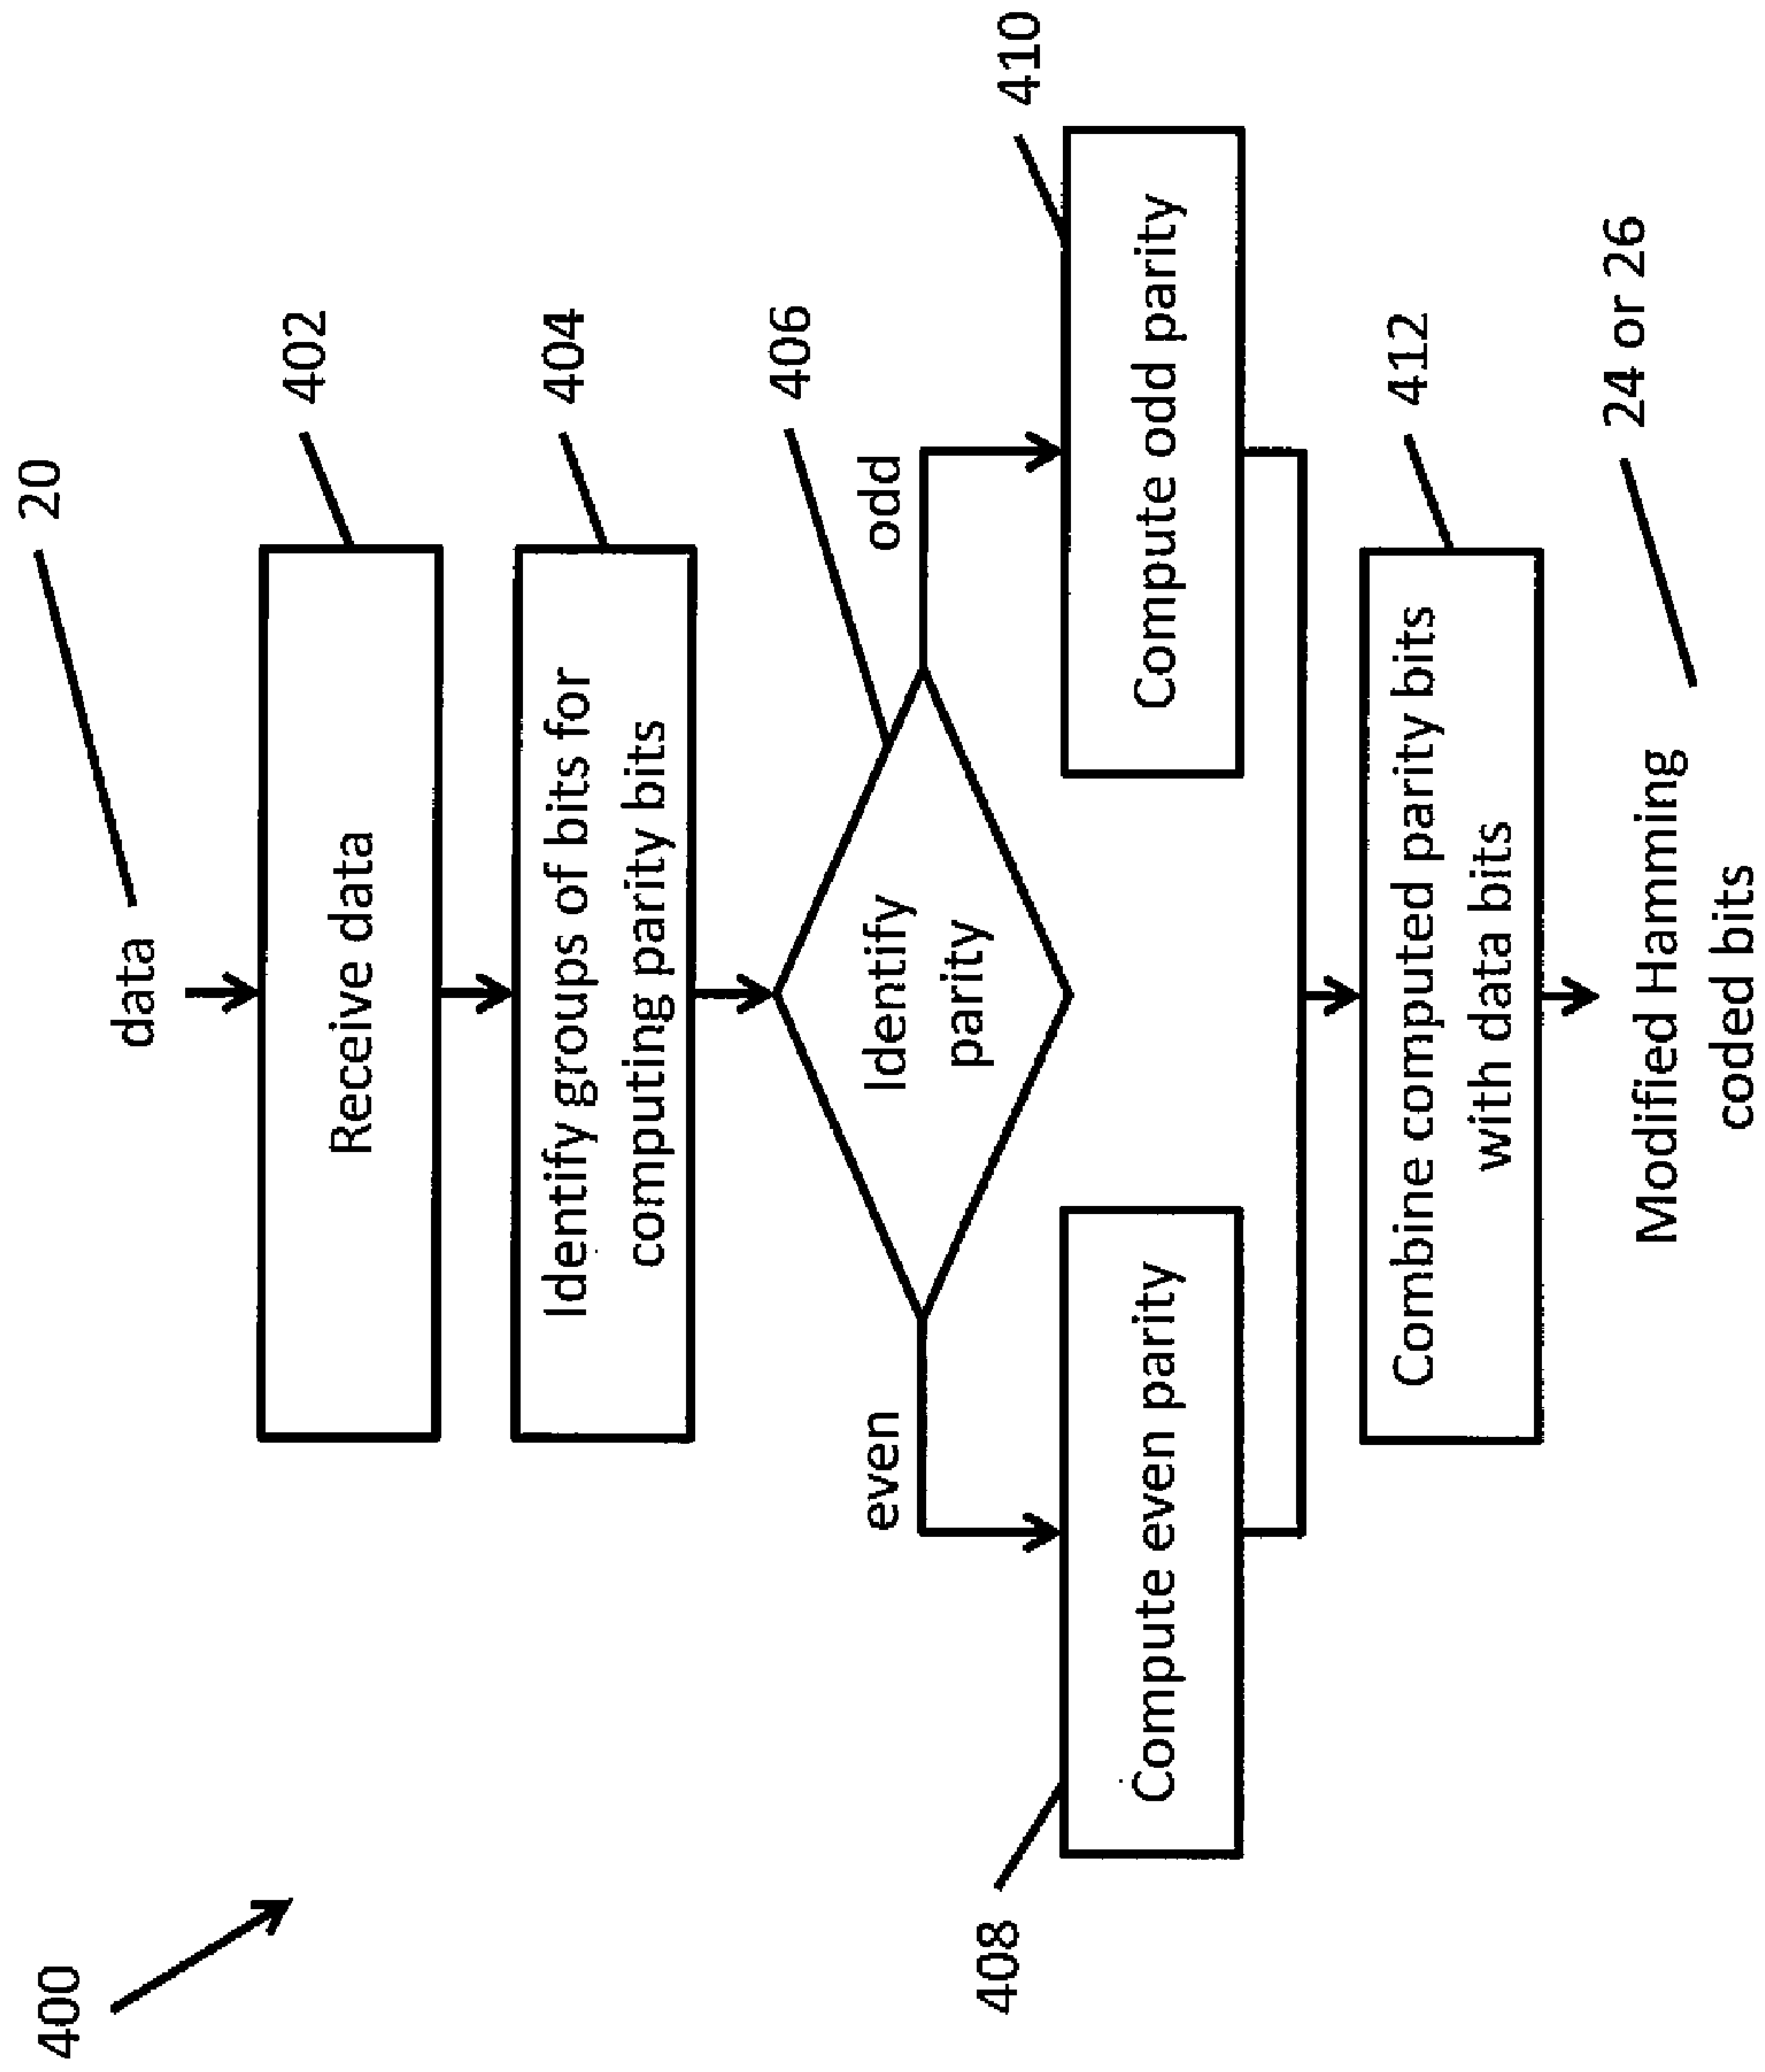 400
data
20
Receive data
402
Identify groups of bits for
computing parity bits
404
Identify
parity
406
even
odd
408
Compute even parity
Compute odd parity
410
Combine computed parity bits
with data bits
412
Modified Hamming
coded bits
24 or 26